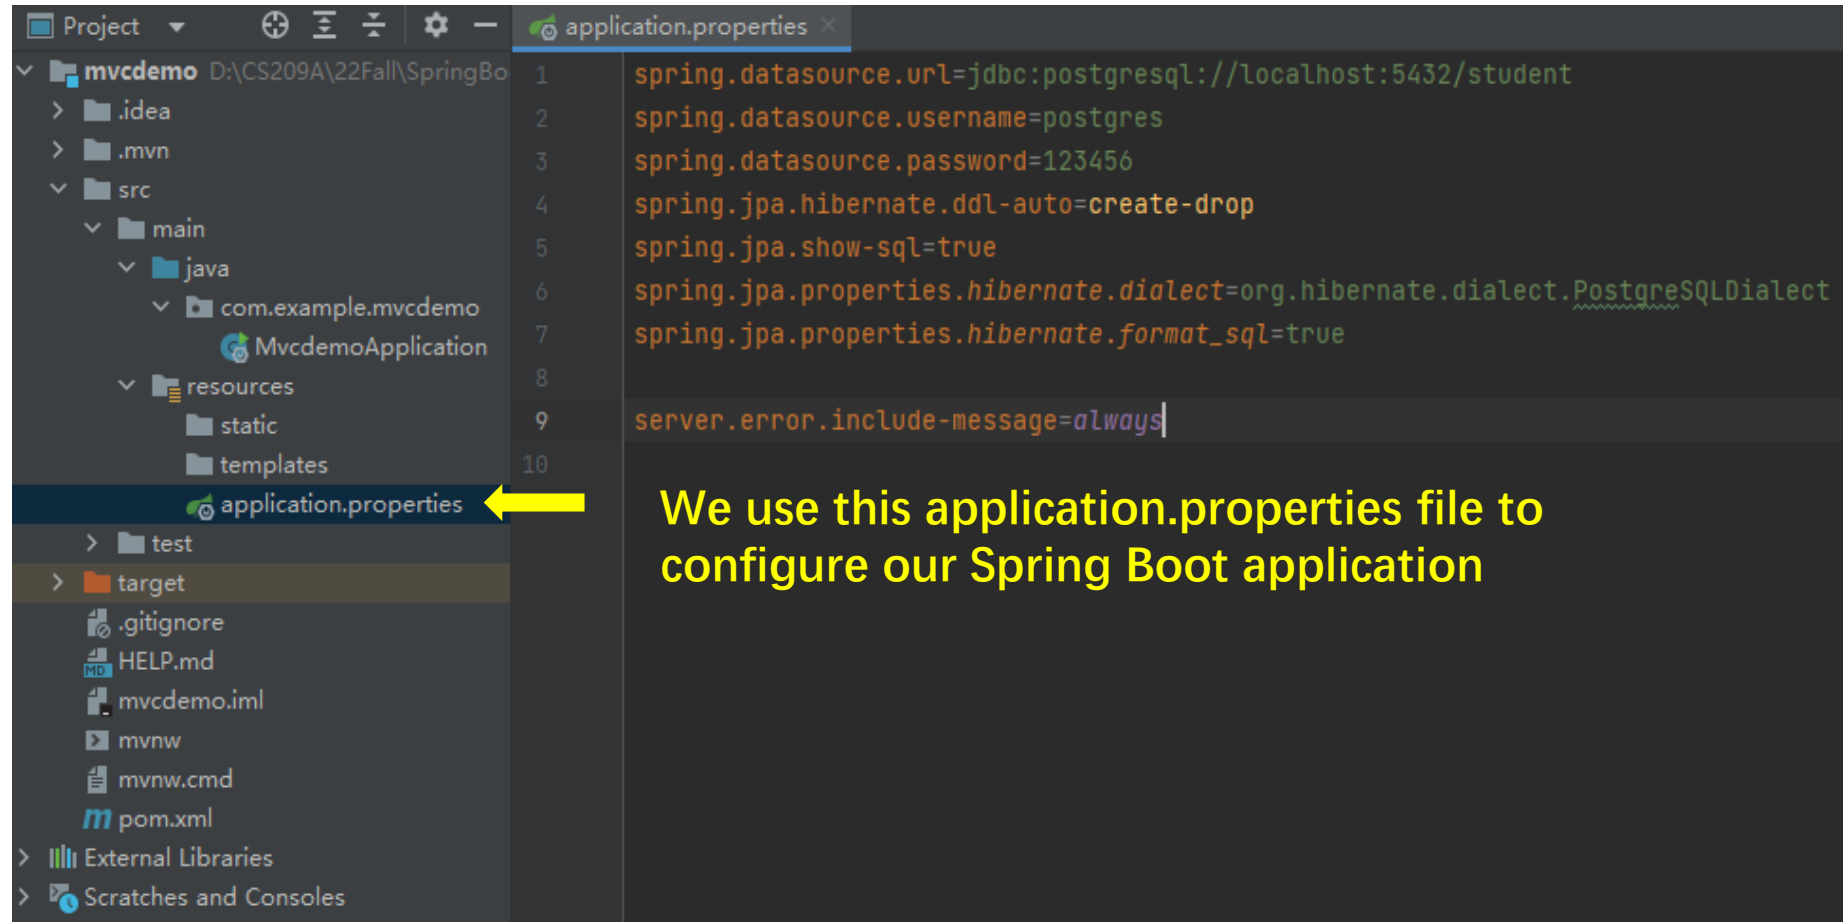 Project
mvcdemo D:\CS209A\22Fall\SpringBo
.idea
.mvn
src
main
java
com.example.mvcdemo
MvcdemoApplication
resources
static
templates
application.properties
test
target
.gitignore
MD HELP.md
mvcdemo.iml
mvnw
mvnw.cmd
m pom.xml
External Libraries
Scratches and Consoles
application.properties
1 spring.datasource.url=jdbc:postgresql://localhost:5432/student
2 spring.datasource.username=postgres
3 spring.datasource.password=123456
4 spring.jpa.hibernate.ddl-auto=create-drop
5 spring.jpa.show-sql=true
6 spring.jpa.properties.hibernate.dialect=org.hibernate.dialect.PostgreSQLDialect
7 spring.jpa.properties.hibernate.format_sql=true
8
9 server.error.include-message=always
10
We use this application.properties file to
configure our Spring Boot application